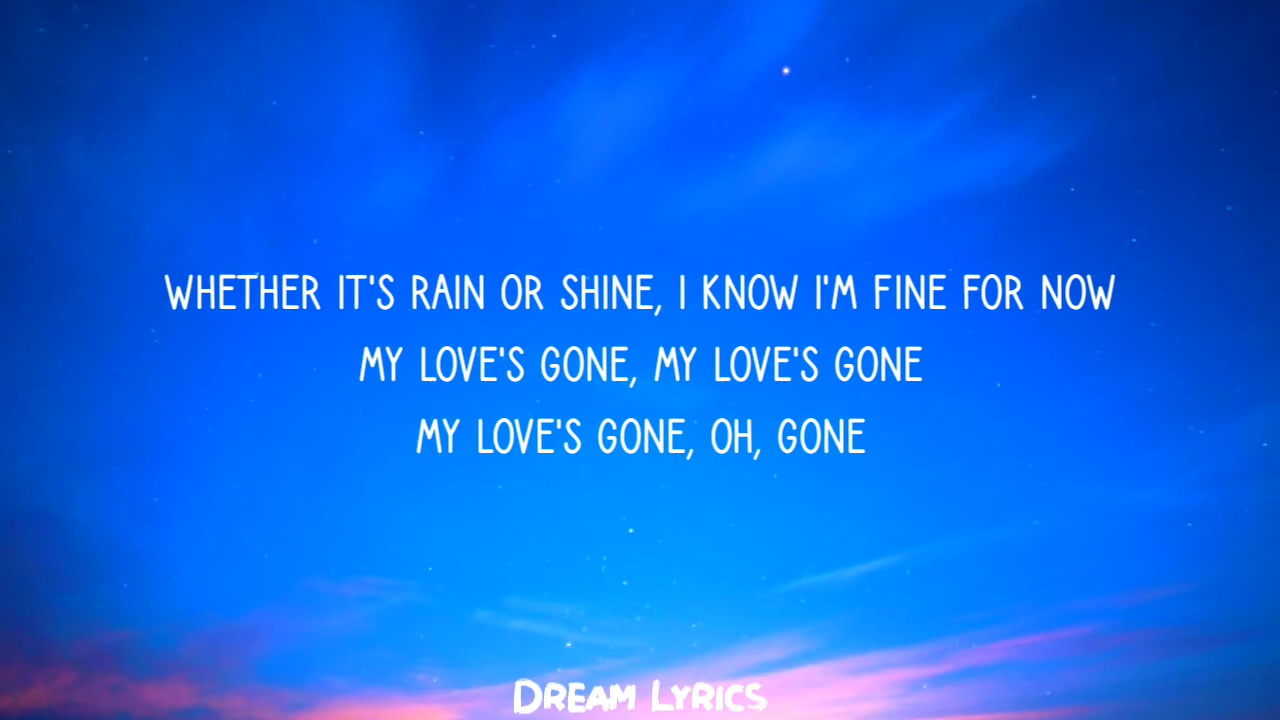 WHETHER IT'S RAIN OR SHINE, I KNOW I'M FINE FOR NOW
MY LOVE'S GONE, MY LOVE'S GONE
MY LOVE'S GONE, OH, GONE
DREAM LYRICS